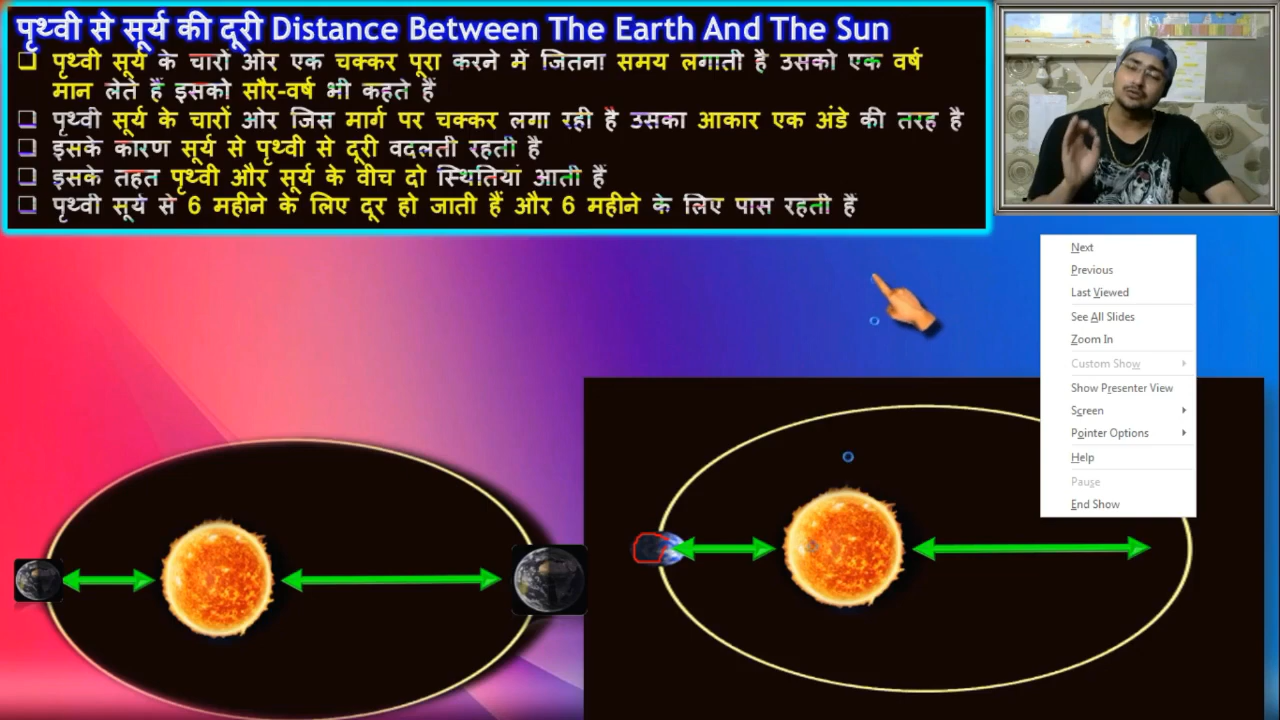 पृथ्वी से सूर्य की दूरी Distance Between The Earth And The Sun
पृथ्वी सूर्य के चारों ओर एक चक्कर पूरा करने में जितना समय लगाती है उसको एक वर्ष
मान लेते हैं इसको सौर-वर्ष भी कहते हैं
पृथ्वी सूर्य के चारों ओर जिस मार्ग पर चक्कर लगा रही है उसका आकार एक अंडे की तरह है
इसके कारण सूर्य से पृथ्वी से दूरी वदलती रहती है
इसके तहत पृथ्वी और सूर्य के वीच दो स्थितियां आती हैं
पृथ्वी सूर्य से 6 महीने के लिए दूर हो जाती हैं और 6 महीने के लिए पास रहती हैं
Next
Previous
Last Viewed
See All Slides
Zoom In
Custom Show
Show Presenter View
Screen
Pointer Options
Help
Pause
End Show